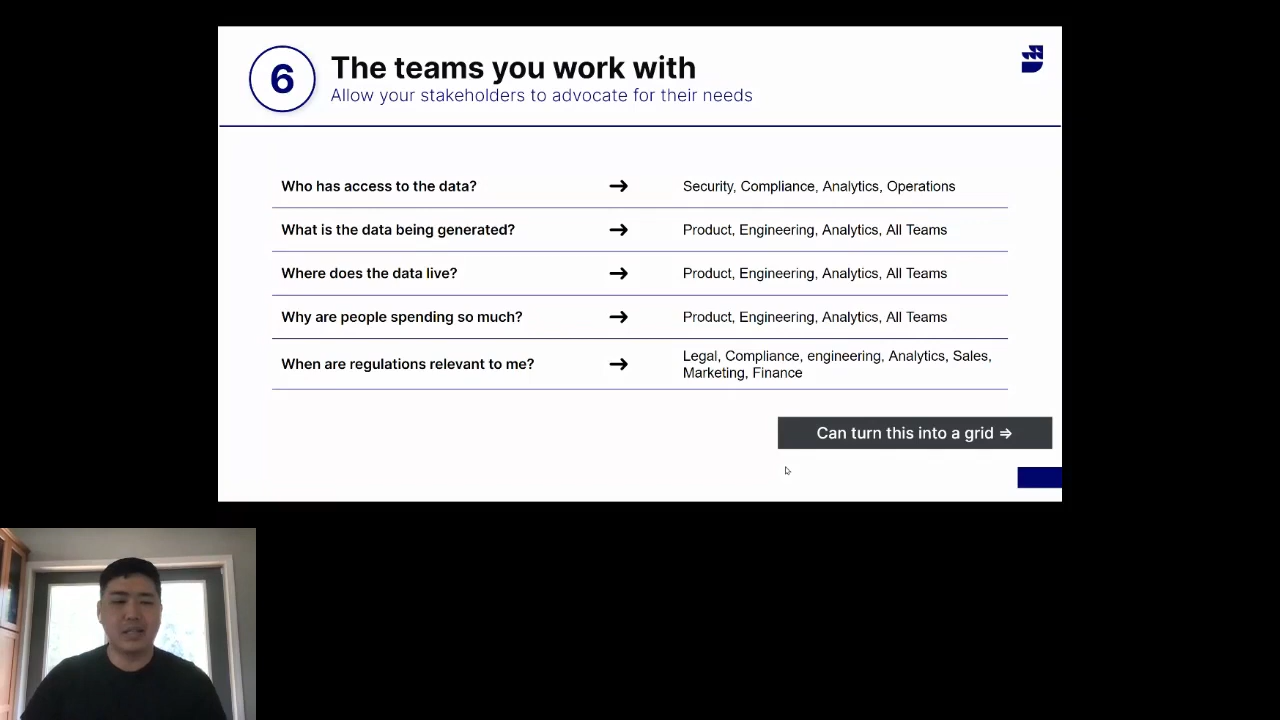 6
The teams you work with
Allow your stakeholders to advocate for their needs
Who has access to the data? → Security, Compliance, Analytics, Operations
What is the data being generated? → Product, Engineering, Analytics, All Teams
Where does the data live? → Product, Engineering, Analytics, All Teams
Why are people spending so much? → Product, Engineering, Analytics, All Teams
When are regulations relevant to me? → Legal, Compliance, engineering, Analytics, Sales,
Marketing, Finance
Can turn this into a grid ⇒